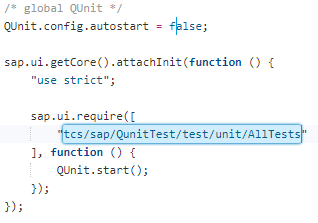 /* global QUnit */
QUnit.config.autostart = false;
sap.ui.getCore().attachInit(function () {
"use strict";
sap.ui.require([
"tcs/sap/QunitTest/test/unit/AllTests"
], function () {
QUnit.start();
});
});